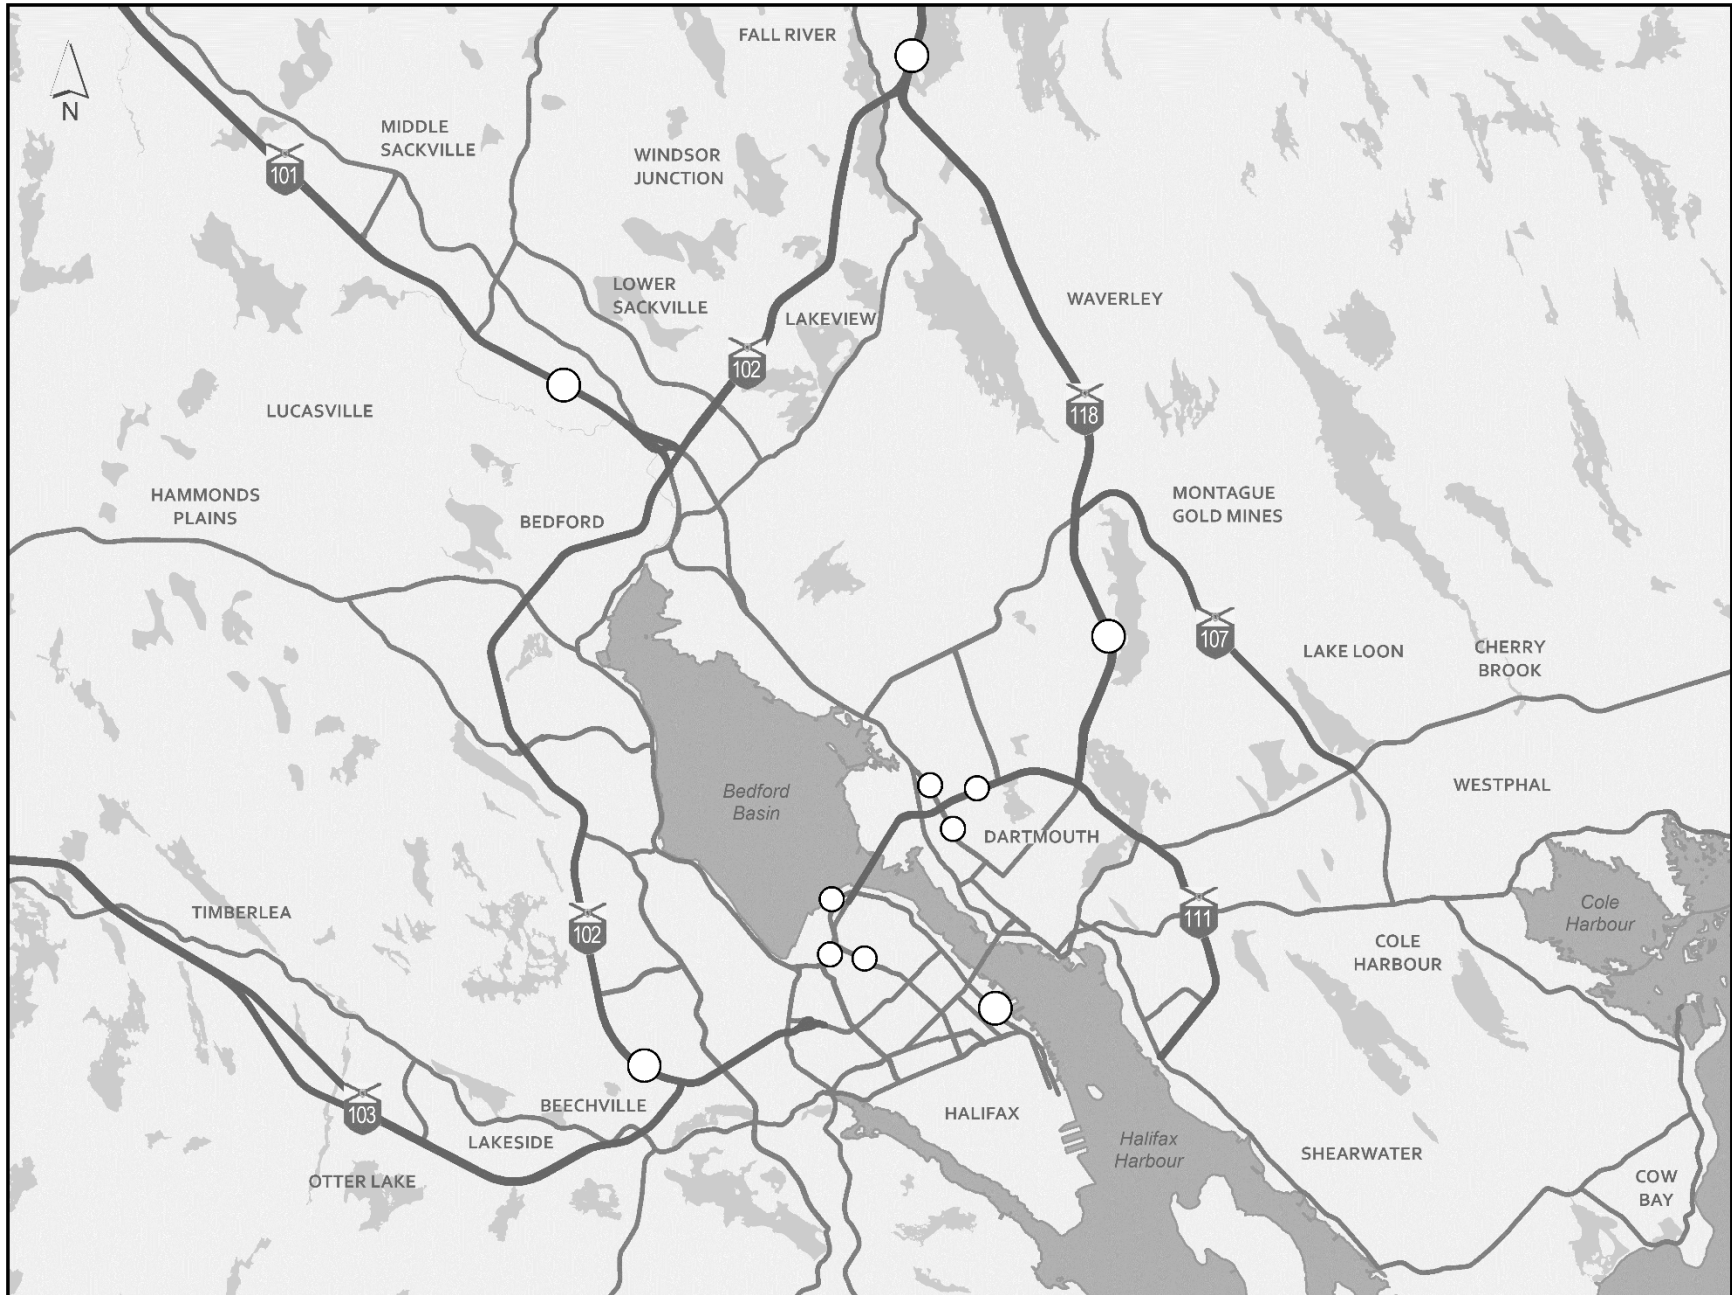 FALL RIVER
N
MIDDLE
SACKVILLE
101
WINDSOR
JUNCTION
LOWER
SACKVILLE
WAVERLEY
LAKEVIEW
102
118
LUCASVILLE
HAMMONDS
PLAINS
BEDFORD
MONTAGUE
GOLD MINES
107
LAKE LOON
CHERRY
BROOK
Bedford
Basin
WESTPHAL
DARTMOUTH
TIMBERLEA
102
111
Cole
Harbour
COLE
HARBOUR
103
BEECHVILLE
LAKESIDE
HALIFAX
Halifax
Harbour
SHEARWATER
OTTER LAKE
COW
BAY